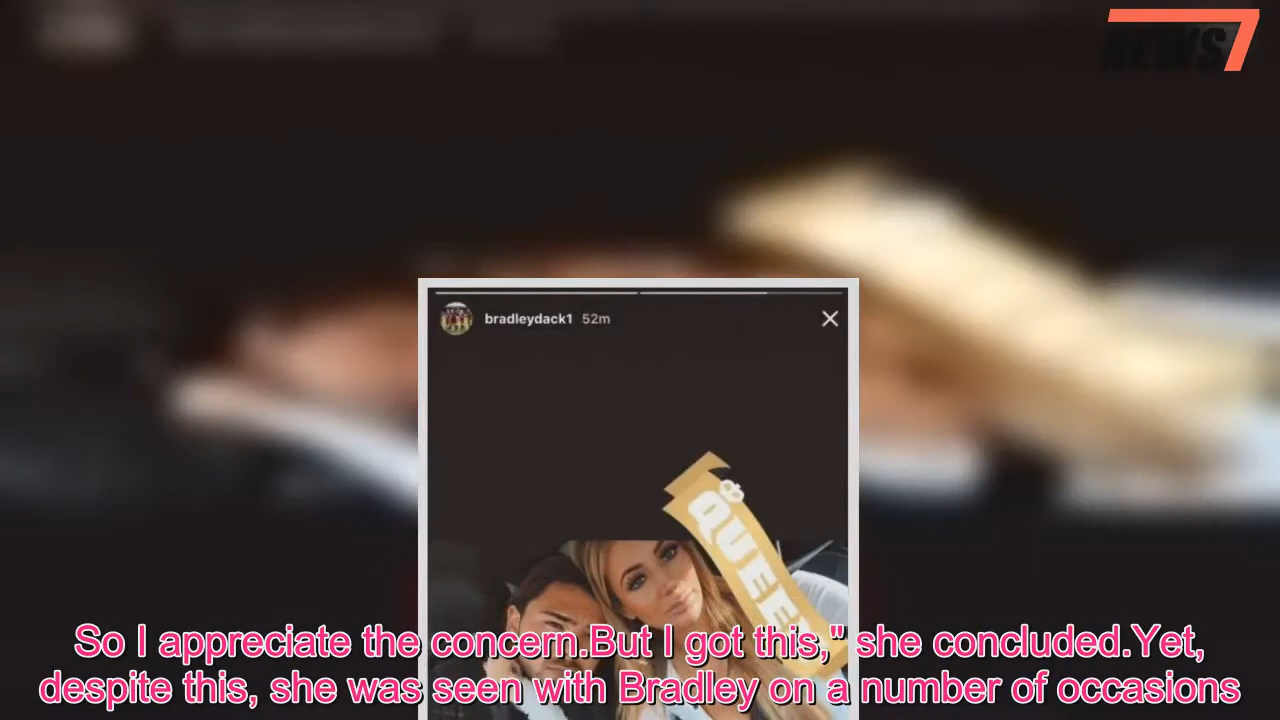 NEWS7
bradleydack1 52m
QUEE
So I appreciate the concern.But I got this," she concluded.Yet,
despite this, she was seen with Bradley on a number of occasions